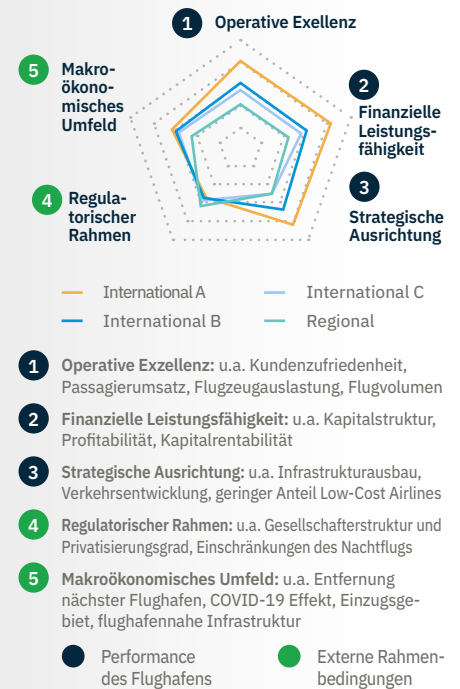 1 Operative Exellenz
5 Makro-
ökono-
misches
Umfeld
2
Finanzielle
Leistungs-
fähigkeit
3
Strategische
Ausrichtung
4 Regula-
torischer
Rahmen
International A
International C
International B
Regional
1 Operative Exzellenz: u.a. Kundenzufriedenheit,
Passagierumsatz, Flugzeugauslastung, Flugvolumen
2 Finanzielle Leistungsfähigkeit: u.a. Kapitalstruktur,
Profitabilität, Kapitalrentabilität
3 Strategische Ausrichtung: u.a. Infrastrukturausbau,
Verkehrsentwicklung, geringer Anteil Low-Cost Airlines
4 Regulatorischer Rahmen: u.a. Gesellschafterstruktur und
Privatisierungsgrad, Einschränkungen des Nachtflugs
5 Makroökonomisches Umfeld: u.a. Entfernung
nächster Flughafen, COVID-19 Effekt, Einzugsge-
biet, flughafennahe Infrastruktur
Performance
des Flughafens
Externe Rahmen-
bedingungen